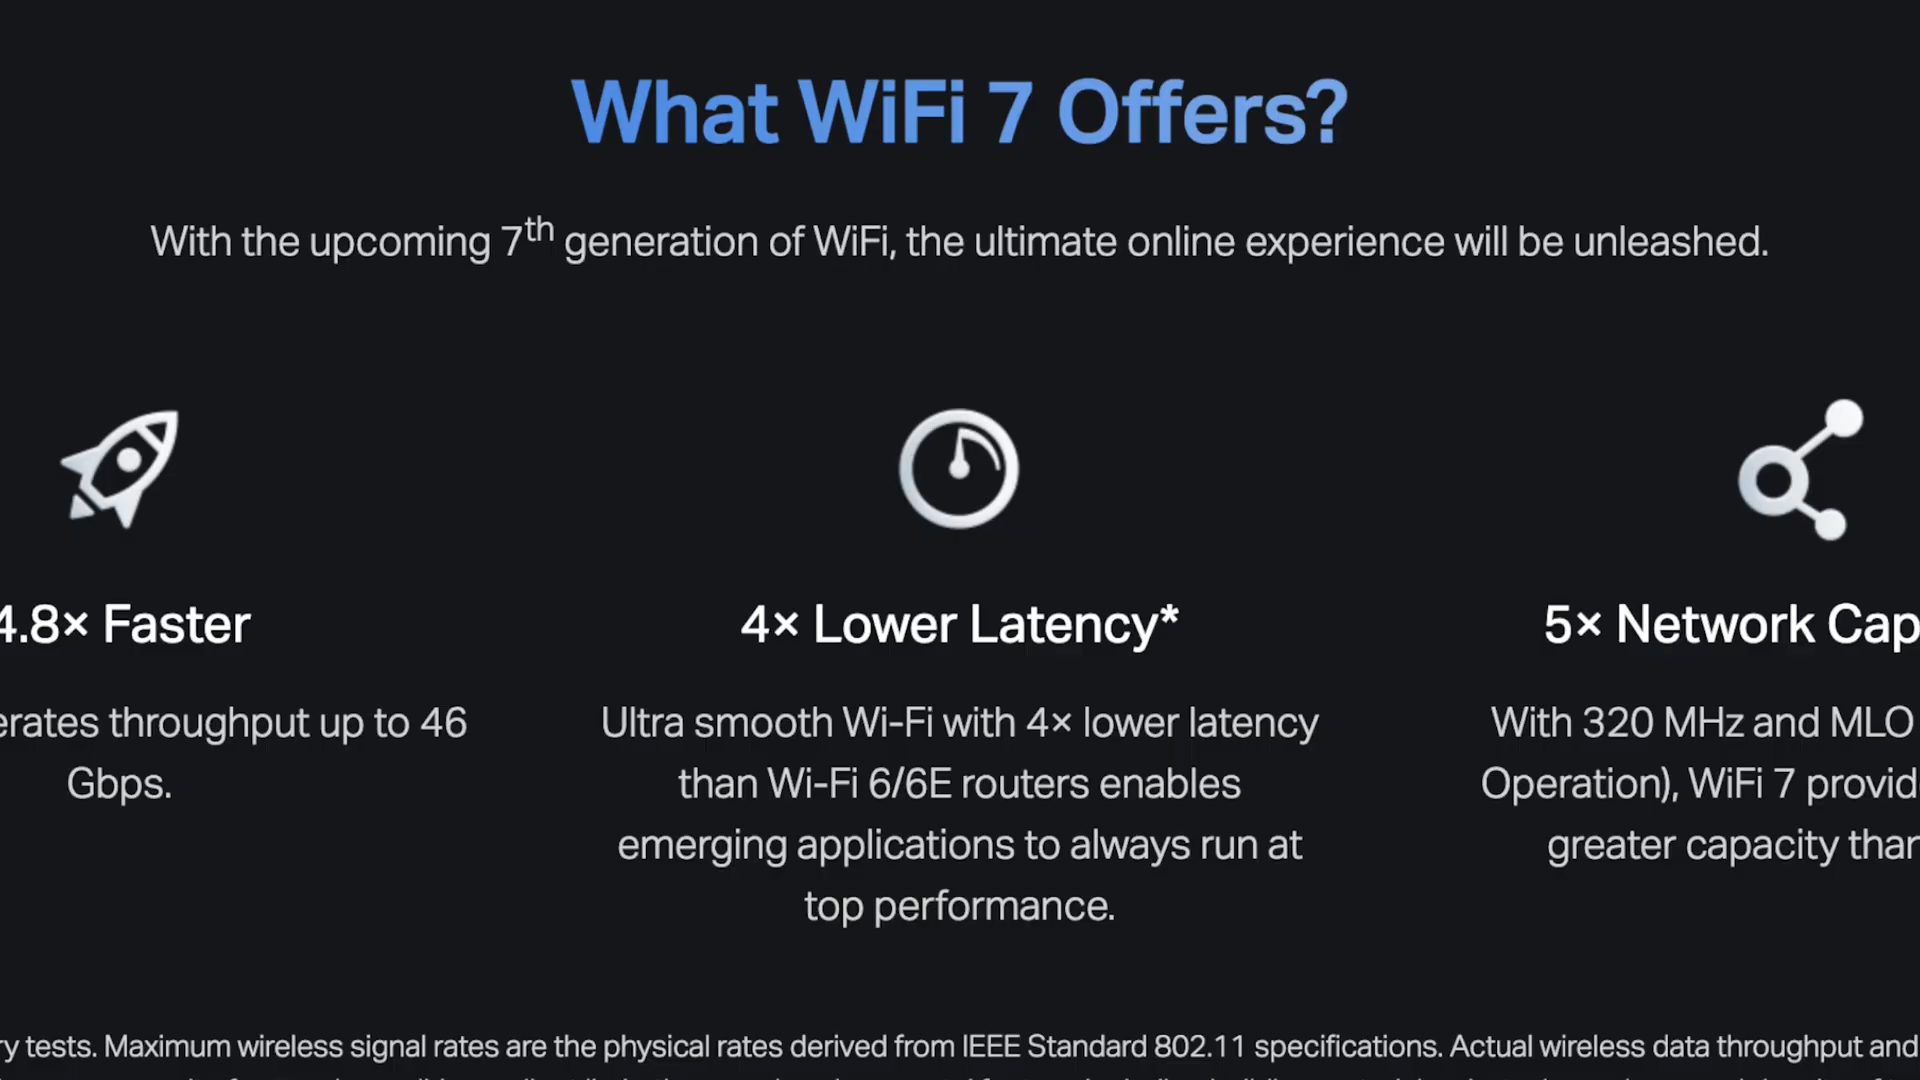 What WiFi 7 Offers?
With the upcoming 7th generation of WiFi, the ultimate online experience will be unleashed.
4.8× Faster
throughput up to 46
Gbps.
4× Lower Latency*
Ultra smooth Wi-Fi with 4× lower latency
than Wi-Fi 6/6E routers enables
emerging applications to always run at
top performance.
5× Network Cap
With 320 MHz and MLO
Operation), WiFi 7
greater capacity
tests. Maximum wireless signal rates are the physical rates derived from IEEE Standard 802.11 specifications. Actual wireless data throughput and